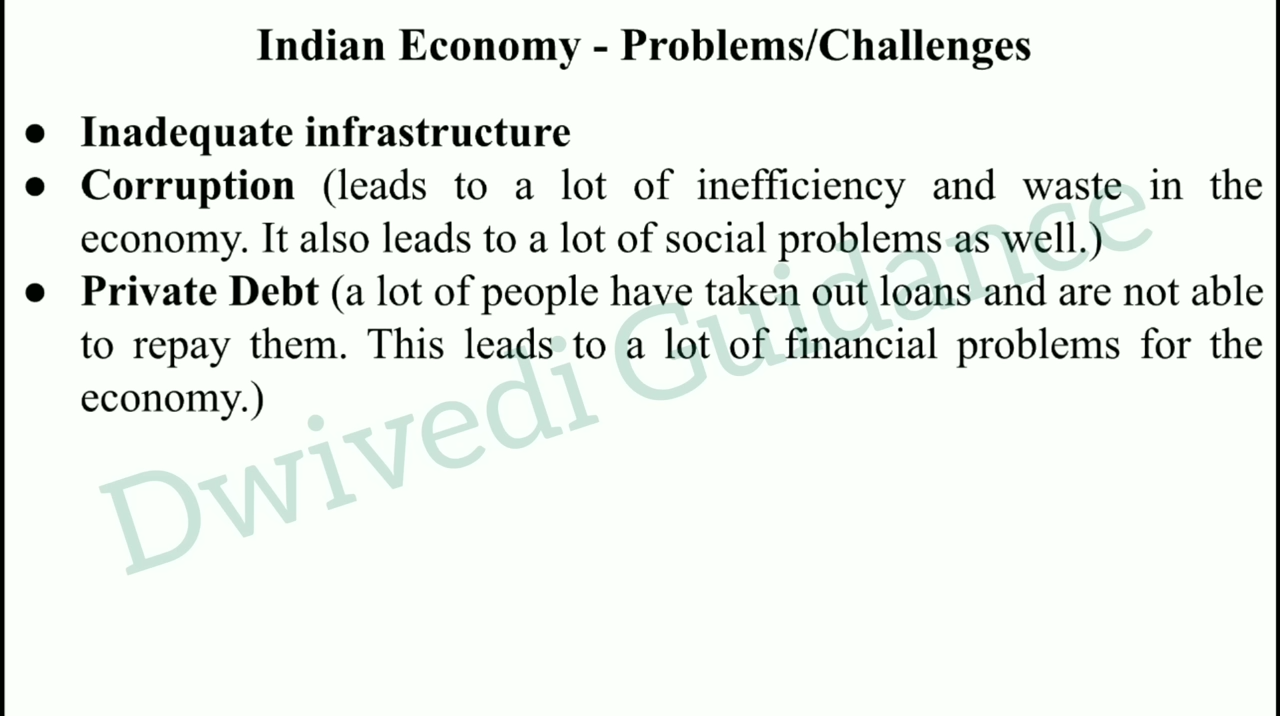 Indian Economy - Problems/Challenges
● Inadequate infrastructure
● Corruption (leads to a lot of inefficiency and waste in the
economy. It also leads to a lot of social problems as well.)
● Private Debt (a lot of people have taken out loans and are not able
to repay them. This leads to a lot of financial problems for the
economy.)
Dwivedi Guidance